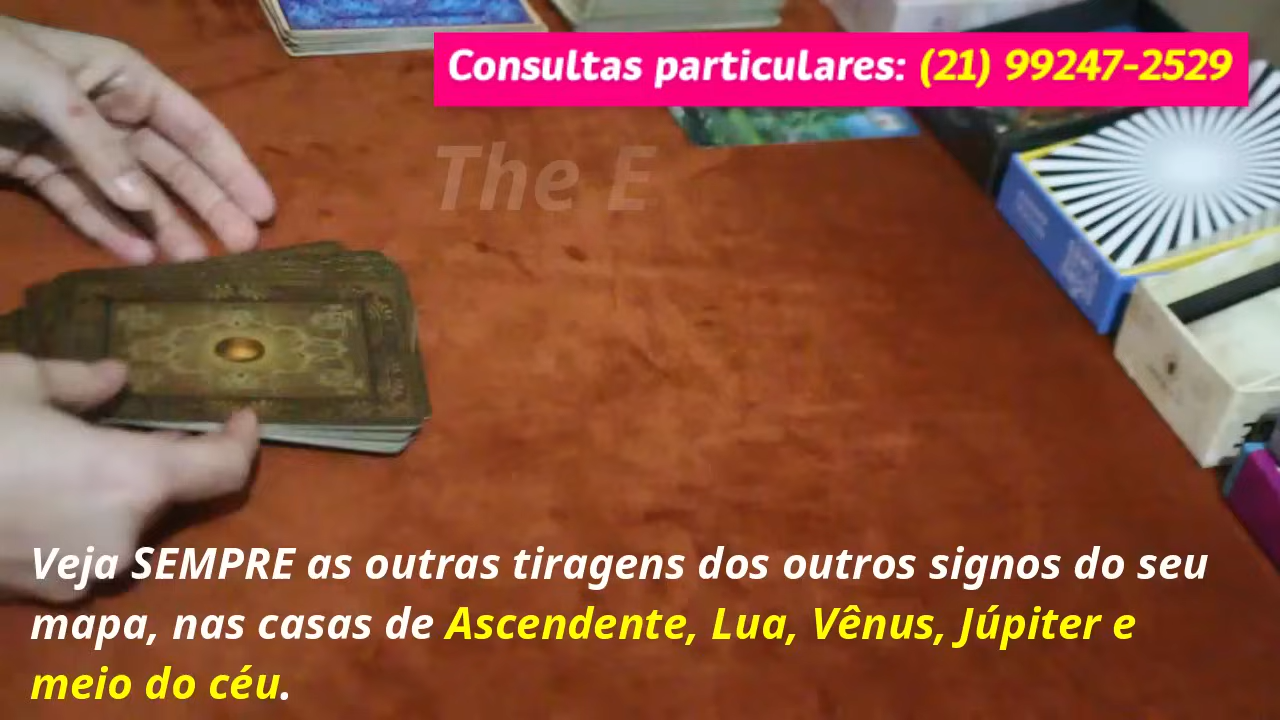 Consultas particulares: (21) 99247-2529
The E
Veja SEMPRE as outras tiragens dos outros signos do seu
mapa, nas casas de Ascendente, Lua, Vênus, Júpiter e
meio do céu.